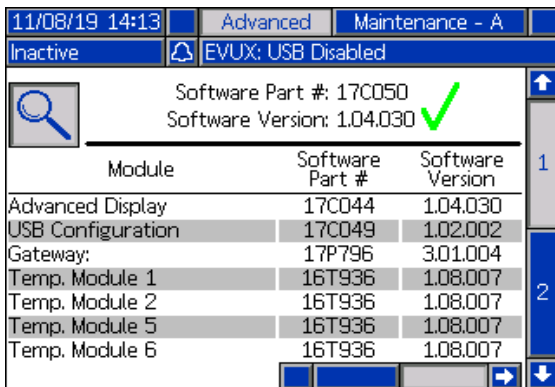 11/08/19 14:13 Advanced Maintenance - A
Inactive EVUX: USB Disabled
Software Part #: 17C050
Software Version: 1.04.030
Module Software Part # Software Version
1
Advanced Display 17C044 1.04.030
USB Configuration 17C049 1.02.002
Gateway: 17P796 3.01.004
Temp. Module 1 16T936 1.08.007
Temp. Module 2 16T936 1.08.007
2
Temp. Module 5 16T936 1.08.007
Temp. Module 6 16T936 1.08.007